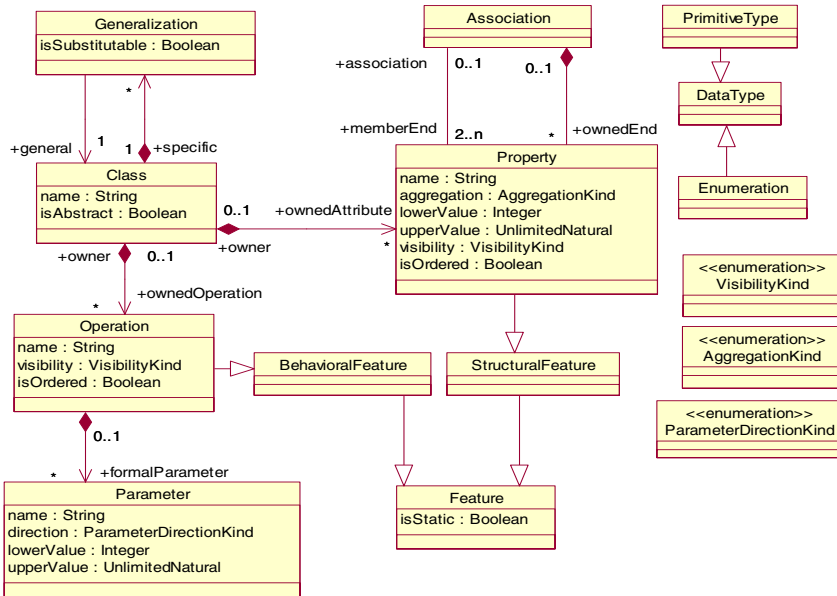 Generalization
isSubstitutable : Boolean
Association
PrimitiveType
+association
0..1
0..1
DataType
*
+memberEnd
2..n
*
+ownedEnd
+general
1
1
+specific
Class
name : String
isAbstract : Boolean
Property
name : String
aggregation : AggregationKind
lowerValue : Integer
upperValue : UnlimitedNatural
visibility : VisibilityKind
isOrdered : Boolean
Enumeration
0..1
+ownedAttribute
+owner
*
+owner
0..1
<<enumeration>>
VisibilityKind
+ownedOperation
*
Operation
name : String
visibility : VisibilityKind
isOrdered : Boolean
BehavioralFeature
StructuralFeature
<<enumeration>>
AggregationKind
<<enumeration>>
ParameterDirectionKind
0..1
*
+formalParameter
Parameter
name : String
direction : ParameterDirectionKind
lowerValue : Integer
upperValue : UnlimitedNatural
Feature
isStatic : Boolean